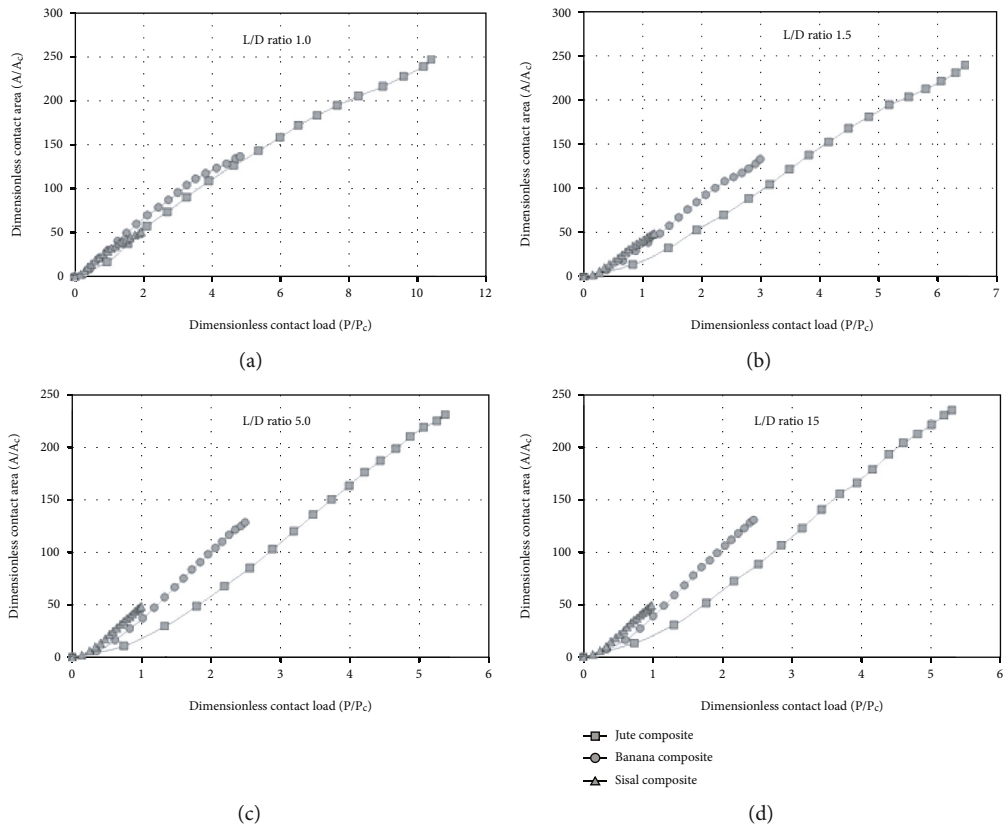 300
250
200
150
100
50
0
Dimensionless contact area (A/Ac)
L/D ratio 1.0
0 2 4 6 8 10 12
Dimensionless contact load (P/Pc)
(a)
300
250
200
150
100
50
0
Dimensionless contact area (A/Ac)
L/D ratio 1.5
0 1 2 3 4 5 6 7
Dimensionless contact load (P/Pc)
(b)
250
200
150
100
50
0
Dimensionless contact area (A/Ac)
L/D ratio 5.0
0 1 2 3 4 5 6
Dimensionless contact load (P/Pc)
(c)
250
200
150
100
50
0
Dimensionless contact area (A/Ac)
L/D ratio 15
0 1 2 3 4 5 6
Dimensionless contact load (P/Pc)
Jute composite
Banana composite
Sisal composite
(d)